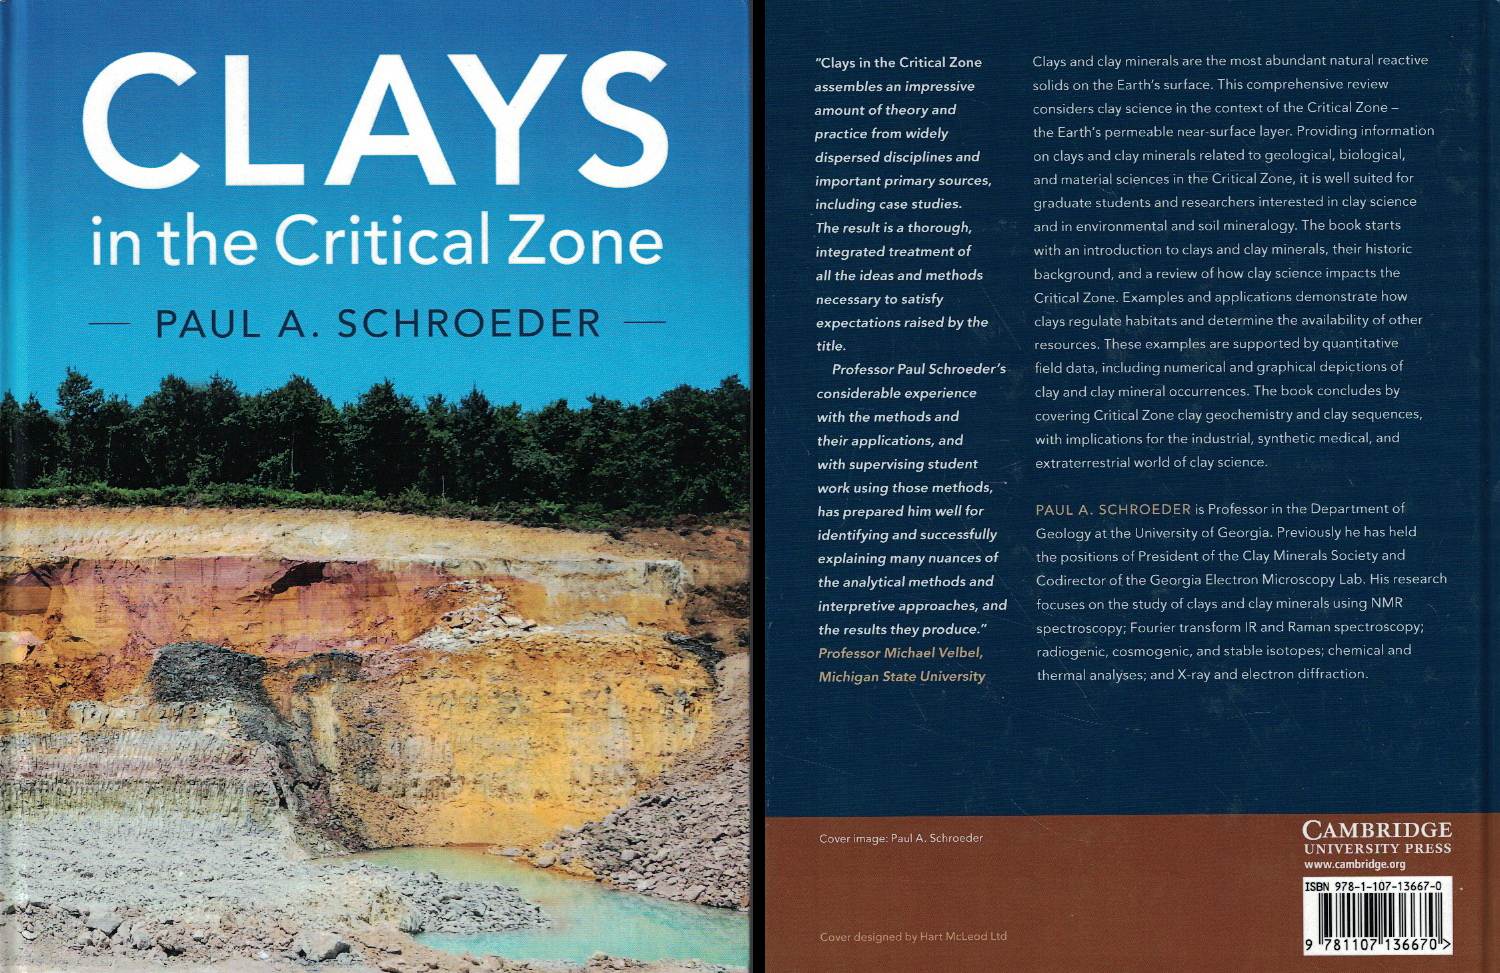 CLAYS
in the Critical Zone
PAUL A. SCHROEDER
"Clays in the Critical Zone
assembles an impressive
amount of theory and
practice from widely
dispersed disciplines and
important primary sources,
including case studies.
The result is a thorough,
integrated treatment of
all the ideas and methods
necessary to satisfy
expectations raised by the
title.
Professor Paul Schroeder's
considerable experience
with the methods and
their applications, and
with supervising student
work using those methods,
has prepared him well for
identifying and successfully
explaining many nuances of
the analytical methods and
interpretive approaches, and
the results they produce."
Professor Michael Velbel,
Michigan State University
Clays and clay minerals are the most abundant natural reactive
solids on the Earth's surface. This comprehensive review
considers clay science in the context of the Critical Zone –
the Earth's permeable near-surface layer. Providing information
on clays and clay minerals related to geological, biological,
and material sciences in the Critical Zone, it is well suited for
graduate students and researchers interested in clay science
and in environmental and soil mineralogy. The book starts
with an introduction to clays and clay minerals, their historic
background, and a review of how clay science impacts the
Critical Zone. Examples and applications demonstrate how
clays regulate habitats and determine the availability of other
resources. These examples are supported by quantitative
field data, including numerical and graphical depictions of
clay and clay mineral occurrences. The book concludes by
covering Critical Zone clay geochemistry and clay sequences,
with implications for the industrial, synthetic medical, and
extraterrestrial world of clay science.
PAUL A. SCHROEDER is Professor in the Department of
Geology at the University of Georgia. Previously he has held
the positions of President of the Clay Minerals Society and
Codirector of the Georgia Electron Microscopy Lab. His research
focuses on the study of clays and clay minerals using NMR
spectroscopy; Fourier transform IR and Raman spectroscopy;
radiogenic, cosmogenic, and stable isotopes; chemical and
thermal analyses; and X-ray and electron diffraction.
Cover image: Paul A. Schroeder
Cover designed by Hart McLeod Ltd
CAMBRIDGE
UNIVERSITY PRESS
www.cambridge.org
ISBN 978-1-107-13667-0
9 781107 136670 >